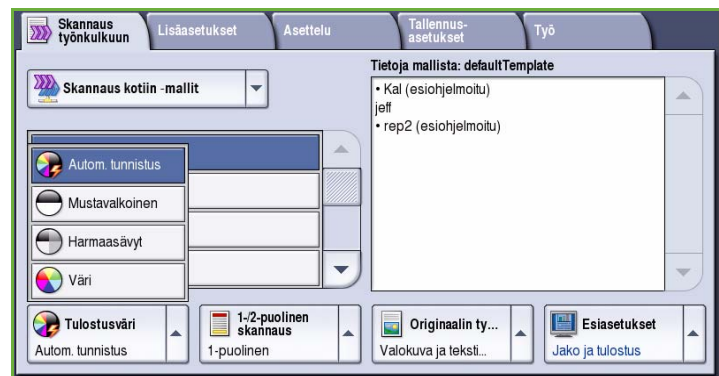 Skannaus
työnkulkuun
Lisäasetukset
Asettelu
Tallennus-
asetukset
Työ
Skannaus kotiin -mallit
Tietoja mallista: defaultTemplate
• Kal (esiohjelmoitu)
jeff
• rep2 (esiohjelmoitu)
Autom. tunnistus
Mustavalkoinen
Harmaasävyt
Väri
Tulostusväri
Autom. tunnistus
1-/2-puolinen
skannaus
1-puolinen
Originaalin ty...
Valokuva ja teksti...
Esiasetukset
Jako ja tulostus